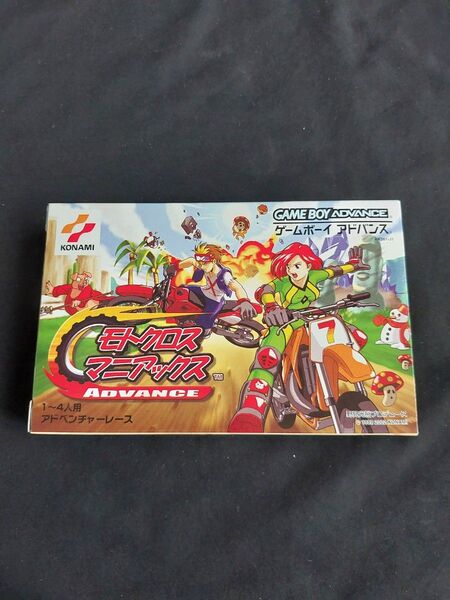 KONAMI
GAME BOY ADVANCE
ゲームボーイ アドバンス
モトクロス
マニアックス
TM
ADVANCE
1〜4人用
アドベンチャーレース
7